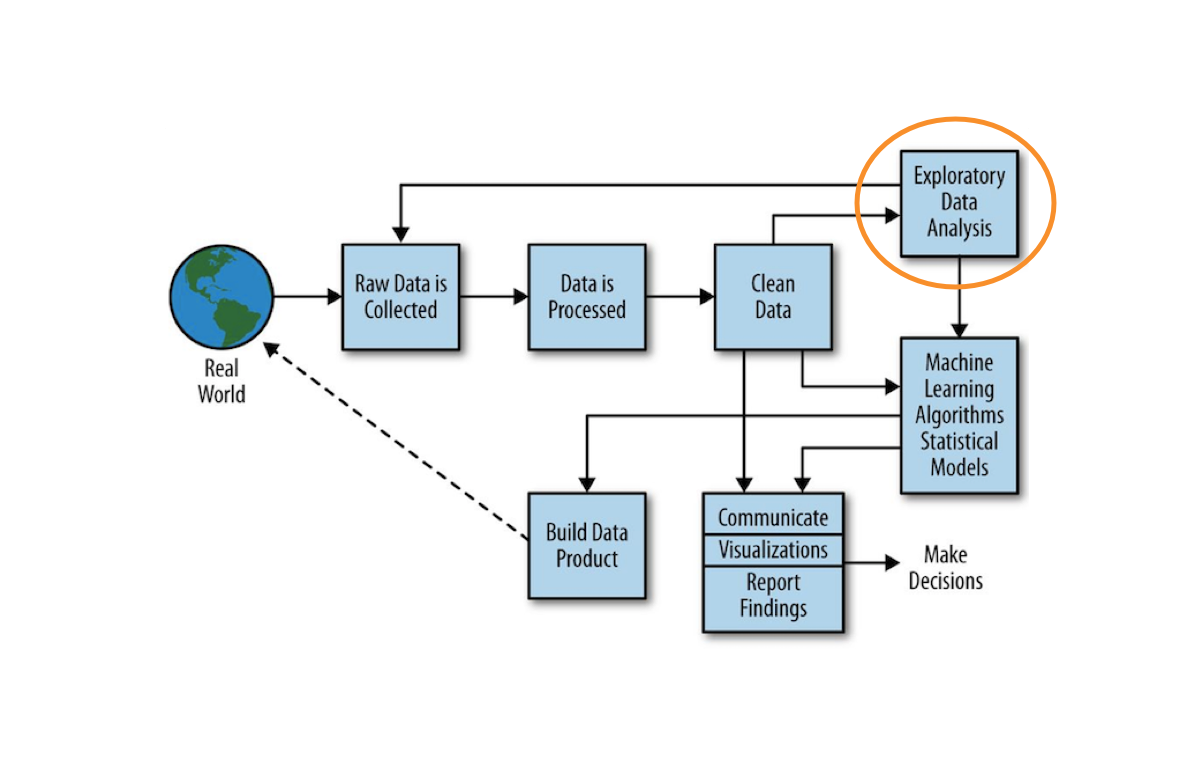 Exploratory
Data
Analysis
Raw Data is
Collected
Data is
Processed
Clean
Data
Real
World
Machine
Learning
Algorithms
Statistical
Models
Build Data
Product
Communicate
Visualizations
Report
Findings
Make
Decisions